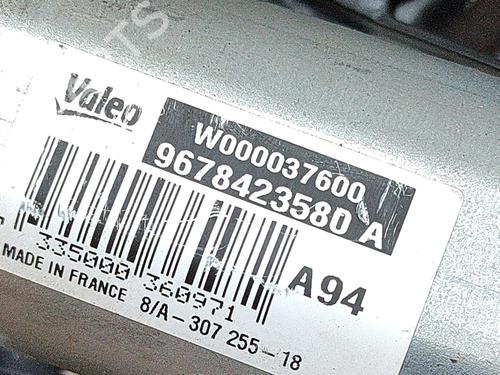 Valeo
W000037600
9678423580 A
335000 360971
A94
MADE IN FRANCE 8/A-307 255-18